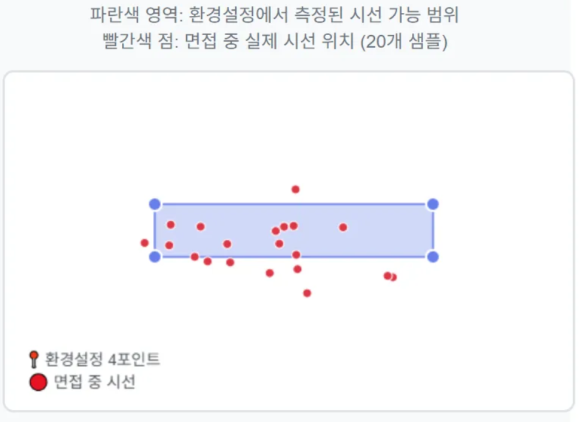 파란색 영역: 환경설정에서 측정된 시선 가능 범위
빨간색 점: 면접 중 실제 시선 위치 (20개 샘플)
환경설정 4포인트
면접 중 시선